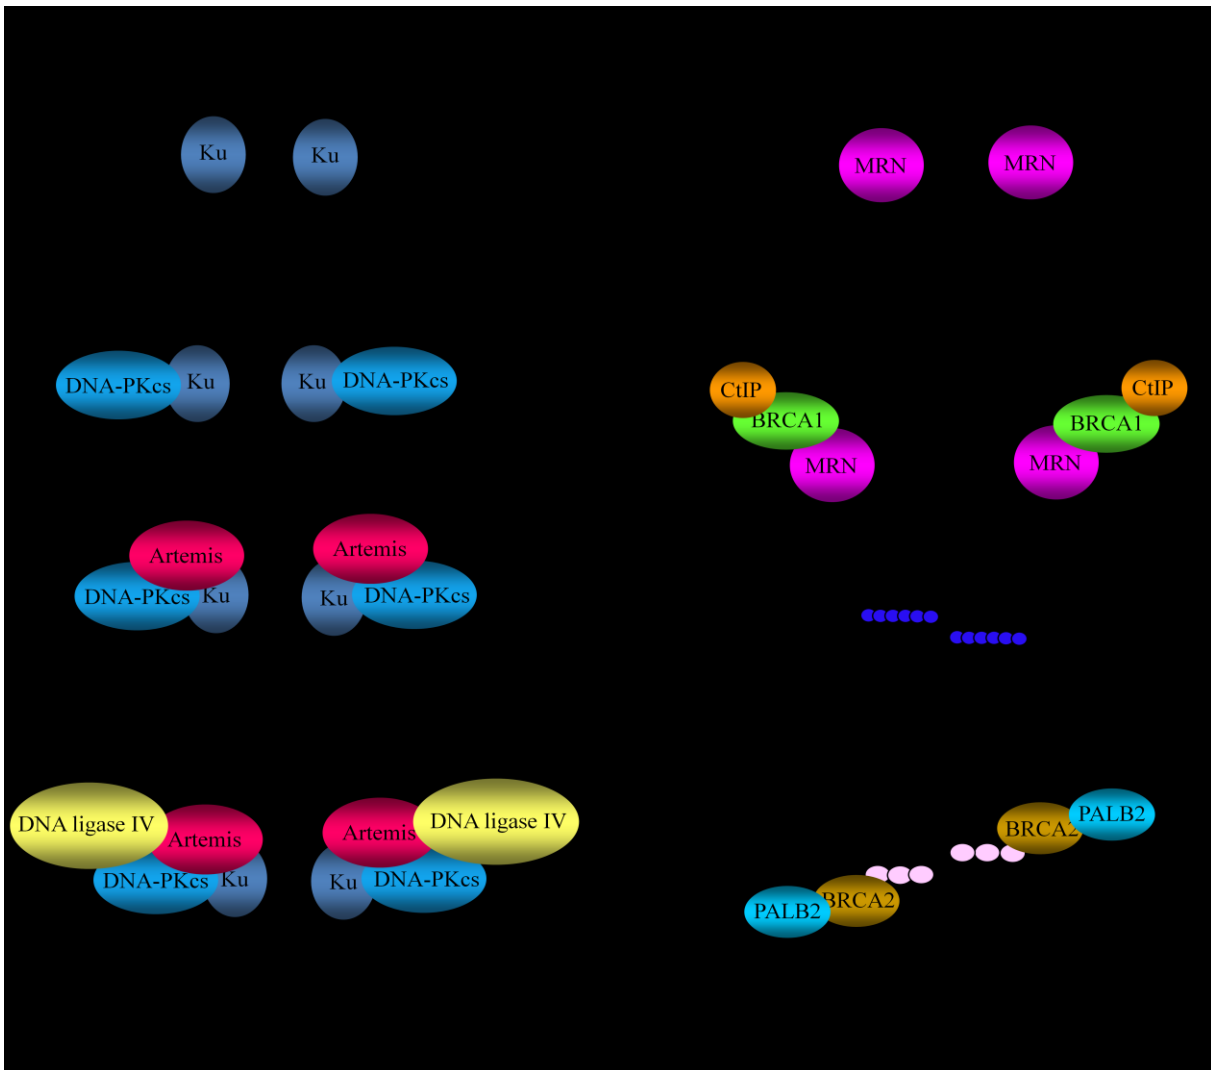 Ku
Ku
MRN
MRN
DNA-PKcs
Ku
Ku
DNA-PKcs
CtIP
BRCA1
MRN
CtIP
BRCA1
MRN
Artemis
DNA-PKcs
Ku
Artemis
Ku
DNA-PKcs
DNA ligase IV
Artemis
DNA-PKcs
Ku
Artemis
DNA ligase IV
Ku
DNA-PKcs
BRCA2
PALB2
PALB2
BRCA2